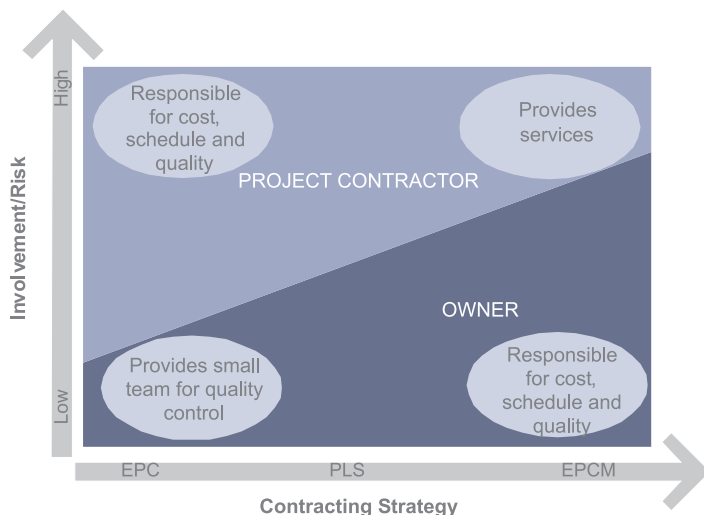 High
Responsible
for cost,
schedule and
quality
Provides
services
PROJECT CONTRACTOR
Involvement/Risk
OWNER
Provides small
team for quality
control
Responsible
for cost,
schedule and
quality
Low
EPC
PLS
EPCM
Contracting Strategy